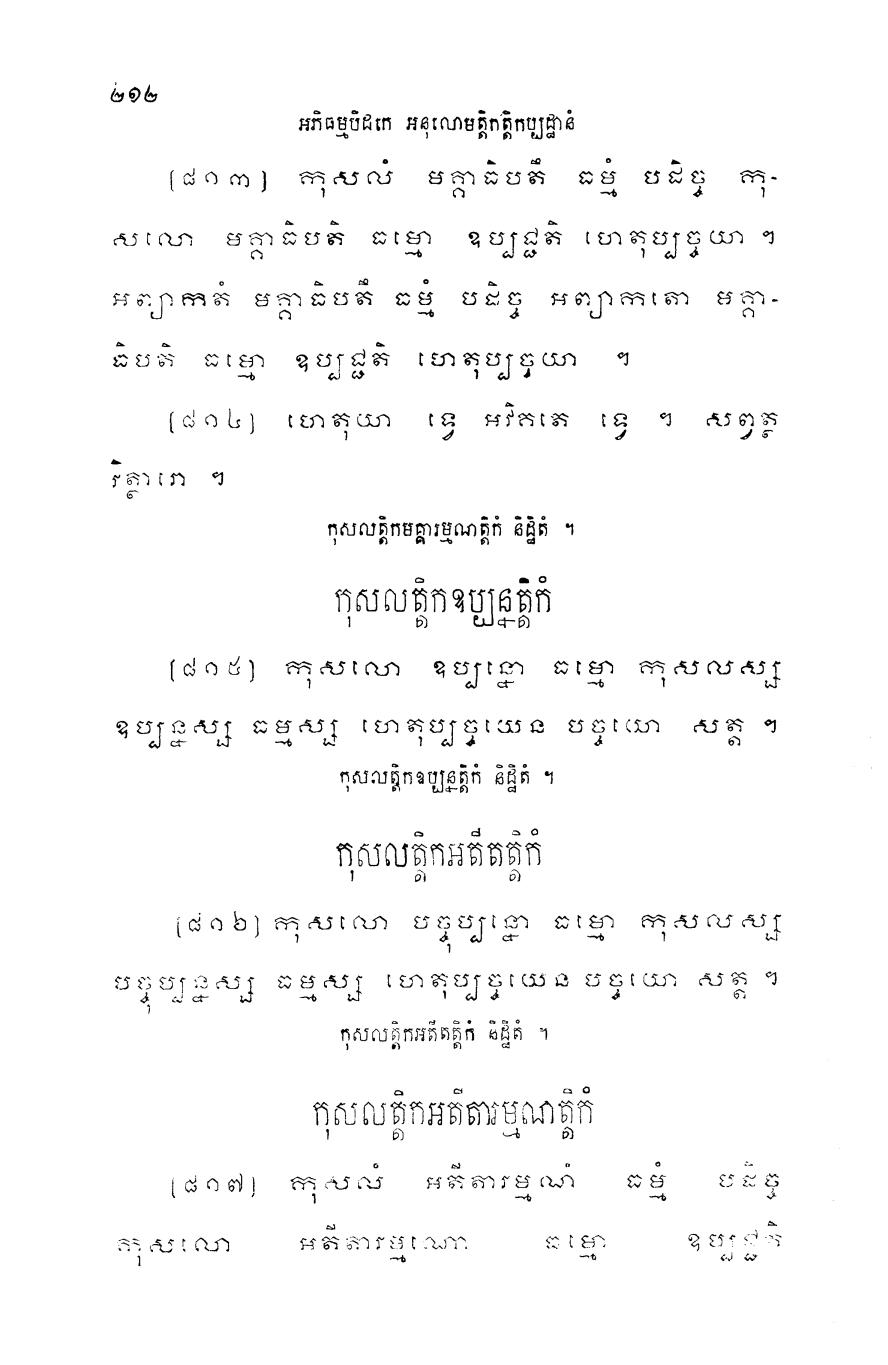 ២១២
អភិធម្មបិដកេ អនុលោមត្តិកត្តិកប្បដ្ឋានំ
[៨១៣] កុសលំ មគ្គាធិបតឹ ធម្មំ បដិច្ច កុ-
សលោ មគ្គាធិបតិ ធម្មោ ឧប្បជ្ជតិ ហេតុប្បច្ចយា ។
អព្យាកតំ មគ្គាធិបតឹ ធម្មំ បដិច្ច អព្យាកតោ មគ្គា-
ធិបតិ ធម្មោ ឧប្បជ្ជតិ ហេតុប្បច្ចយា ។
[៨១៤] ហេតុយា ទ្វេ អវិគតេ ទ្វេ ។ សព្វត្ថ
វិត្ថារោ ។
កុសលត្តិកមគ្គារម្មណត្តិកំ និដ្ឋិតំ ។
កុសលត្តិកឧប្បន្នត្តិកំ
[៨១៥] កុសលោ ឧប្បន្នោ ធម្មោ កុសលស្ស
ឧប្បន្នស្ស ធម្មស្ស ហេតុប្បច្ចយេន បច្ចយោ សត្ត ។
កុសលត្តិកឧប្បន្នត្តិកំ និដ្ឋិតំ ។
កុសលត្តិកអតីតត្តិកំ
[៨១៦] កុសលោ បច្ចុប្បន្នោ ធម្មោ កុសលស្ស
បច្ចុប្បន្នស្ស ធម្មស្ស ហេតុប្បច្ចយេន បច្ចយោ សត្ត ។
កុសលត្តិកអតីតត្តិកំ និដ្ឋិតំ ។
កុសលត្តិកអតីតារម្មណត្តិកំ
[៨១៧] កុសលំ អតីតារម្មណំ ធម្មំ បដិច្ច
កុសលោ អតីតារម្មណោ ធម្មោ ឧប្បជ្ជតិ